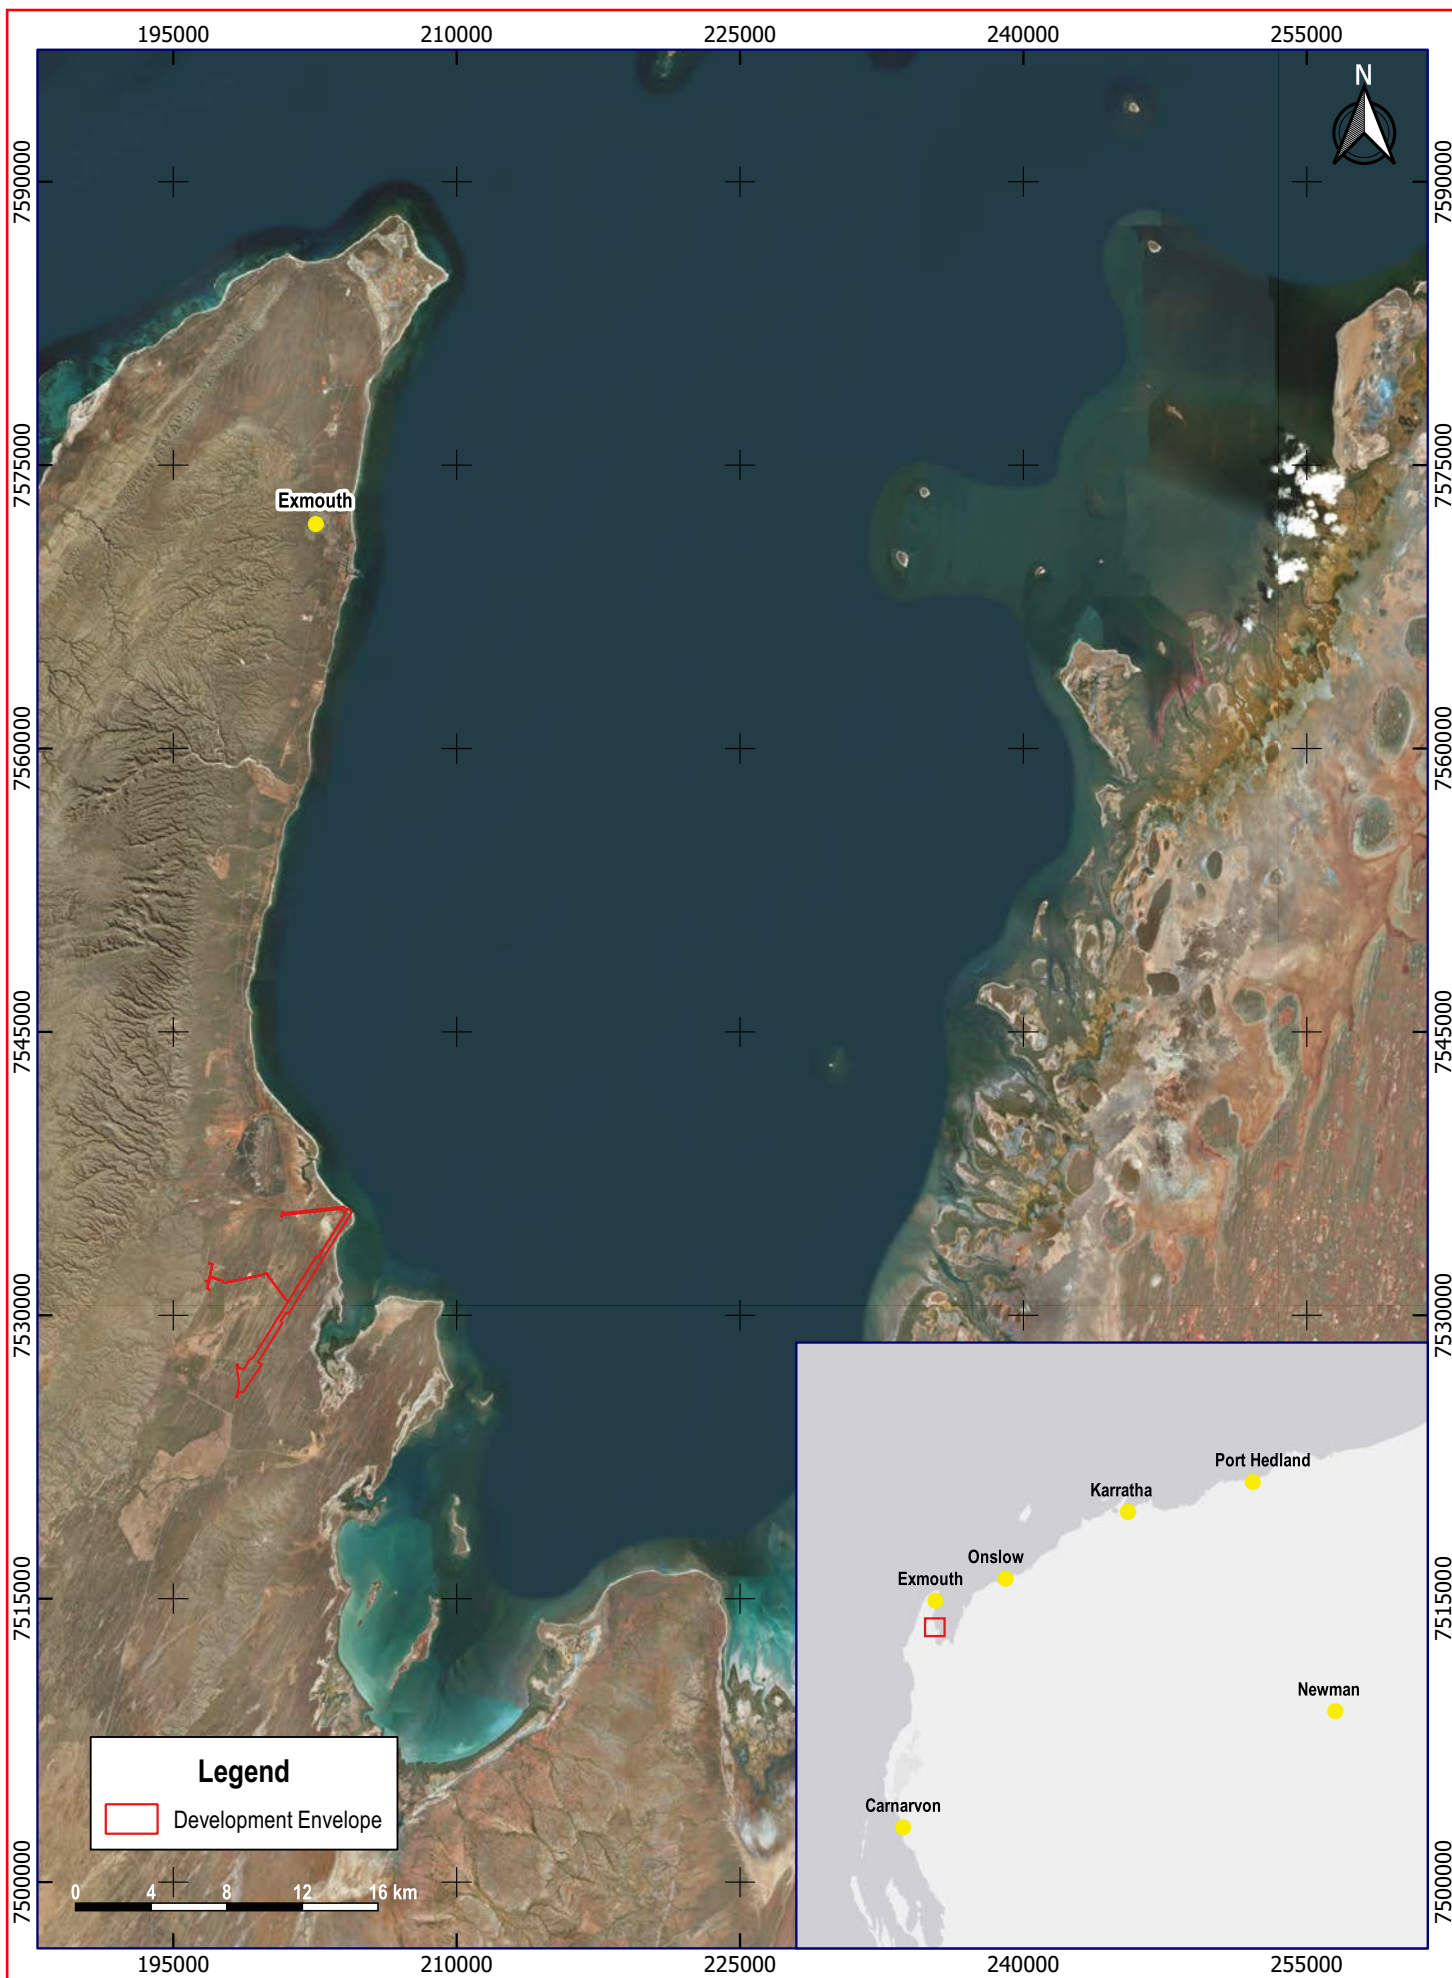 195000 210000 225000 240000 255000
N
7590000 7590000
7575000 7575000
Exmouth
7560000 7560000
7545000 7545000
7530000 7530000
Port Hedland
Karratha
Onslow
Exmouth
7515000 7515000
Newman
Legend
Carnarvon
Development Envelope
7500000 7500000
0 4 8 12 16 km
195000 210000 225000 240000 255000